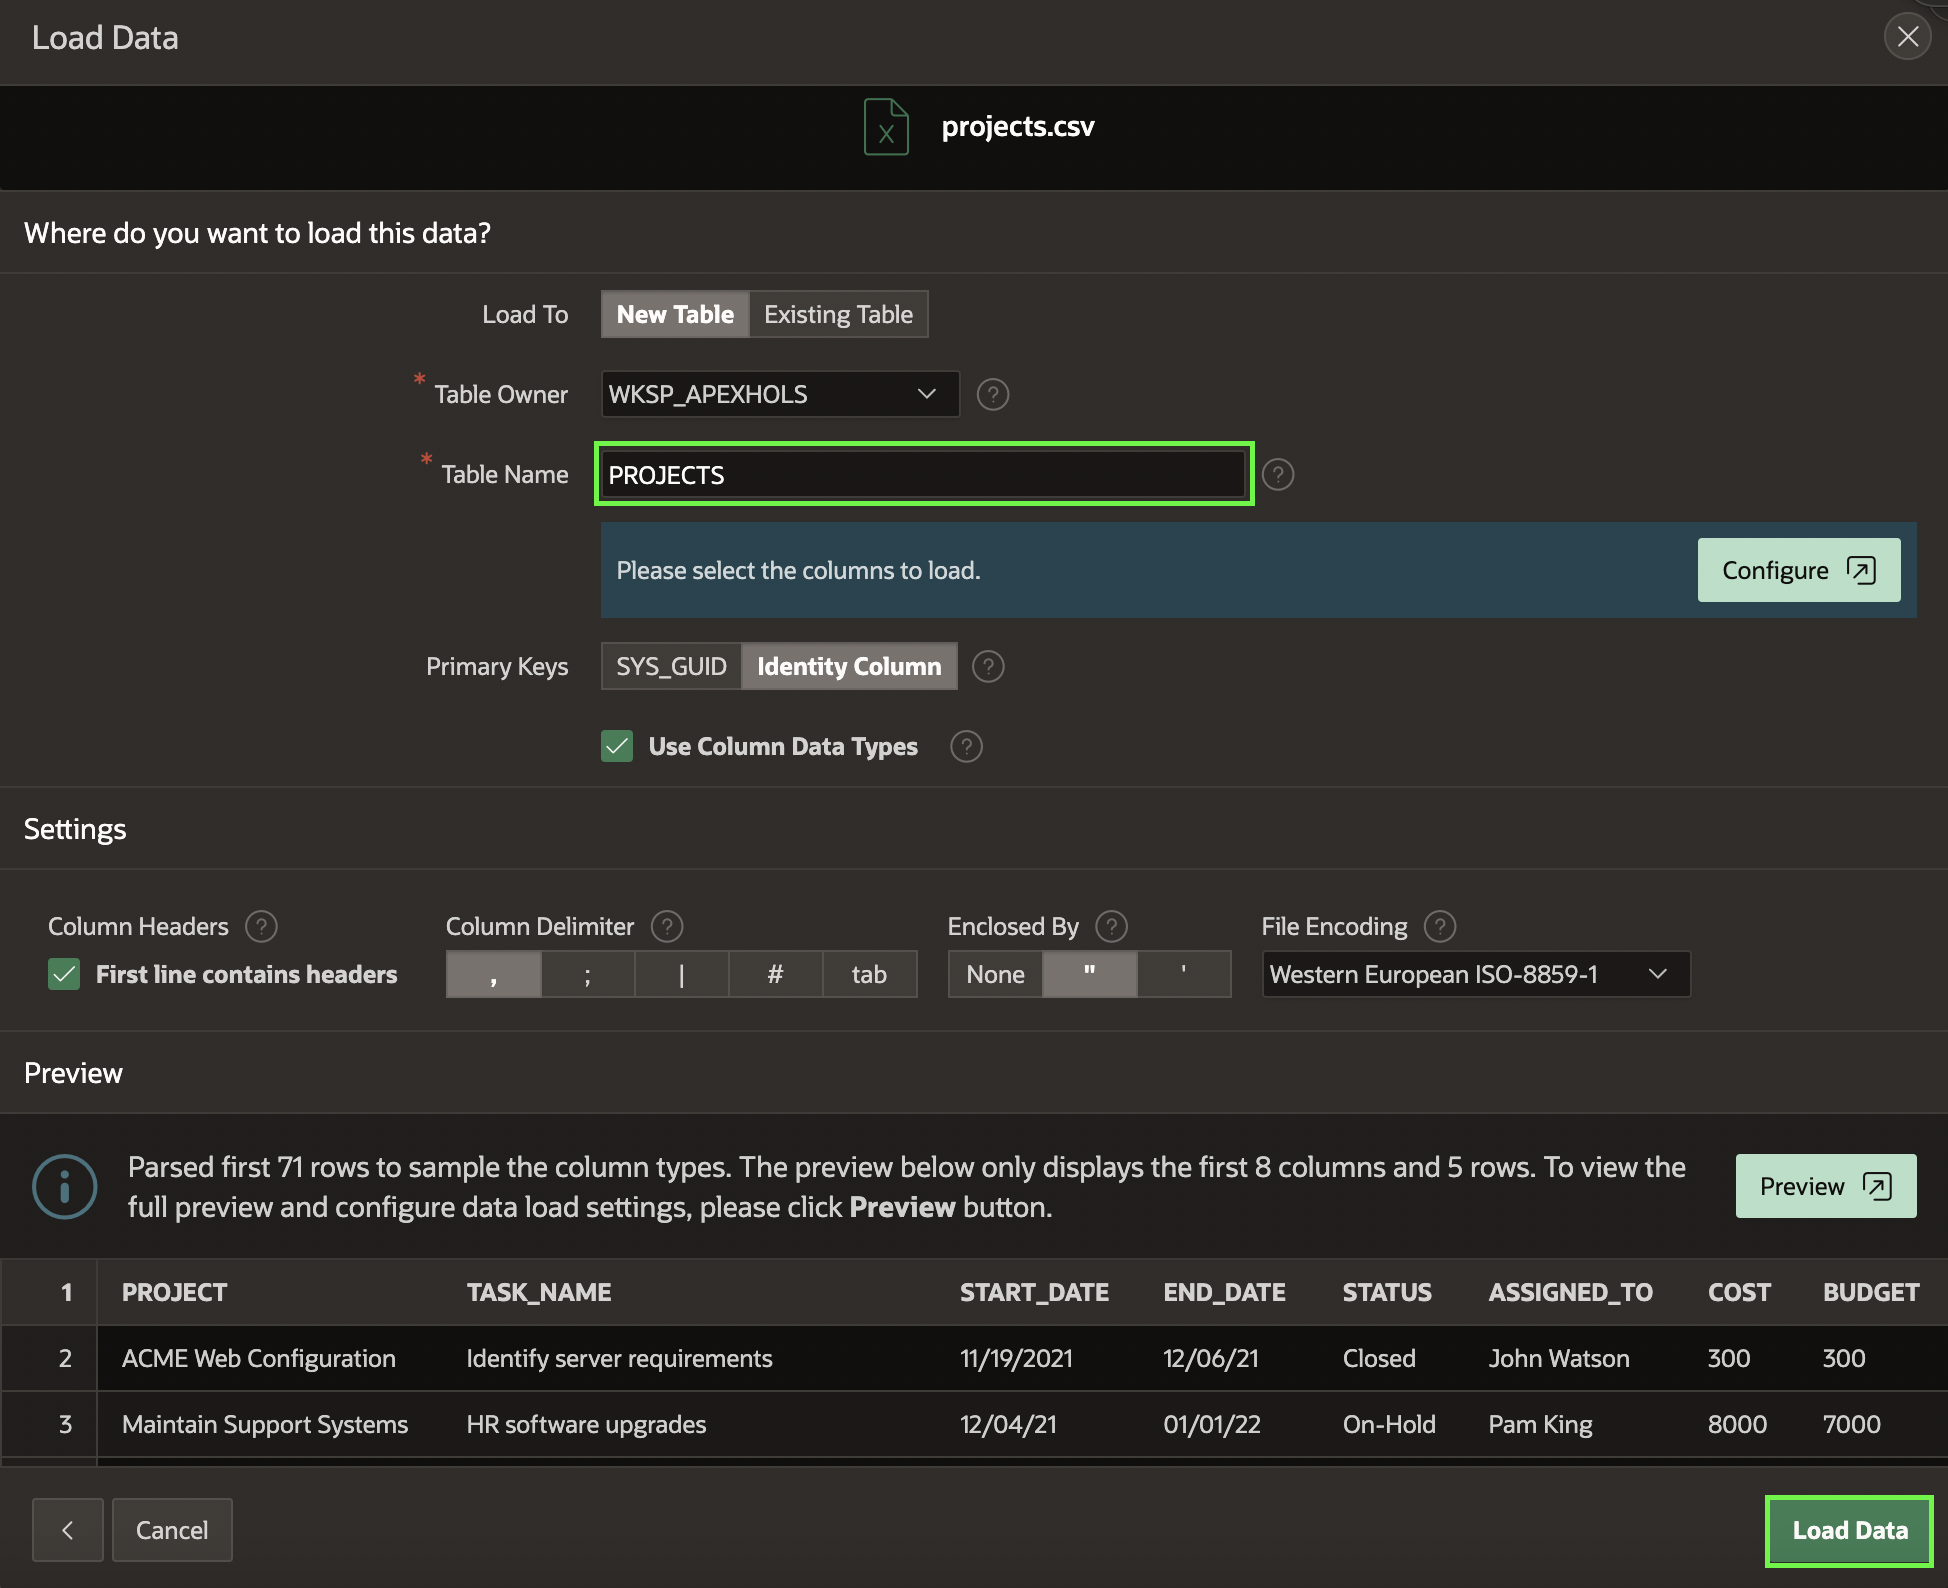 Load Data
X
projects.csv
Where do you want to load this data?
Load To New Table Existing Table
* Table Owner WKSP_APEXHOLS ?
* Table Name PROJECTS ?
Please select the columns to load. Configure
Primary Keys SYS_GUID Identity Column ?
Use Column Data Types ?
Settings
Column Headers ? Column Delimiter ? Enclosed By ? File Encoding ?
First line contains headers , ; | # tab None " ' Western European ISO-8859-1
Preview
Parsed first 71 rows to sample the column types. The preview below only displays the first 8 columns and 5 rows. To view the
full preview and configure data load settings, please click Preview button.
Preview
1 PROJECT TASK_NAME START_DATE END_DATE STATUS ASSIGNED_TO COST BUDGET
2 ACME Web Configuration Identify server requirements 11/19/2021 12/06/21 Closed John Watson 300 300
3 Maintain Support Systems HR software upgrades 12/04/21 01/01/22 On-Hold Pam King 8000 7000
Cancel Load Data